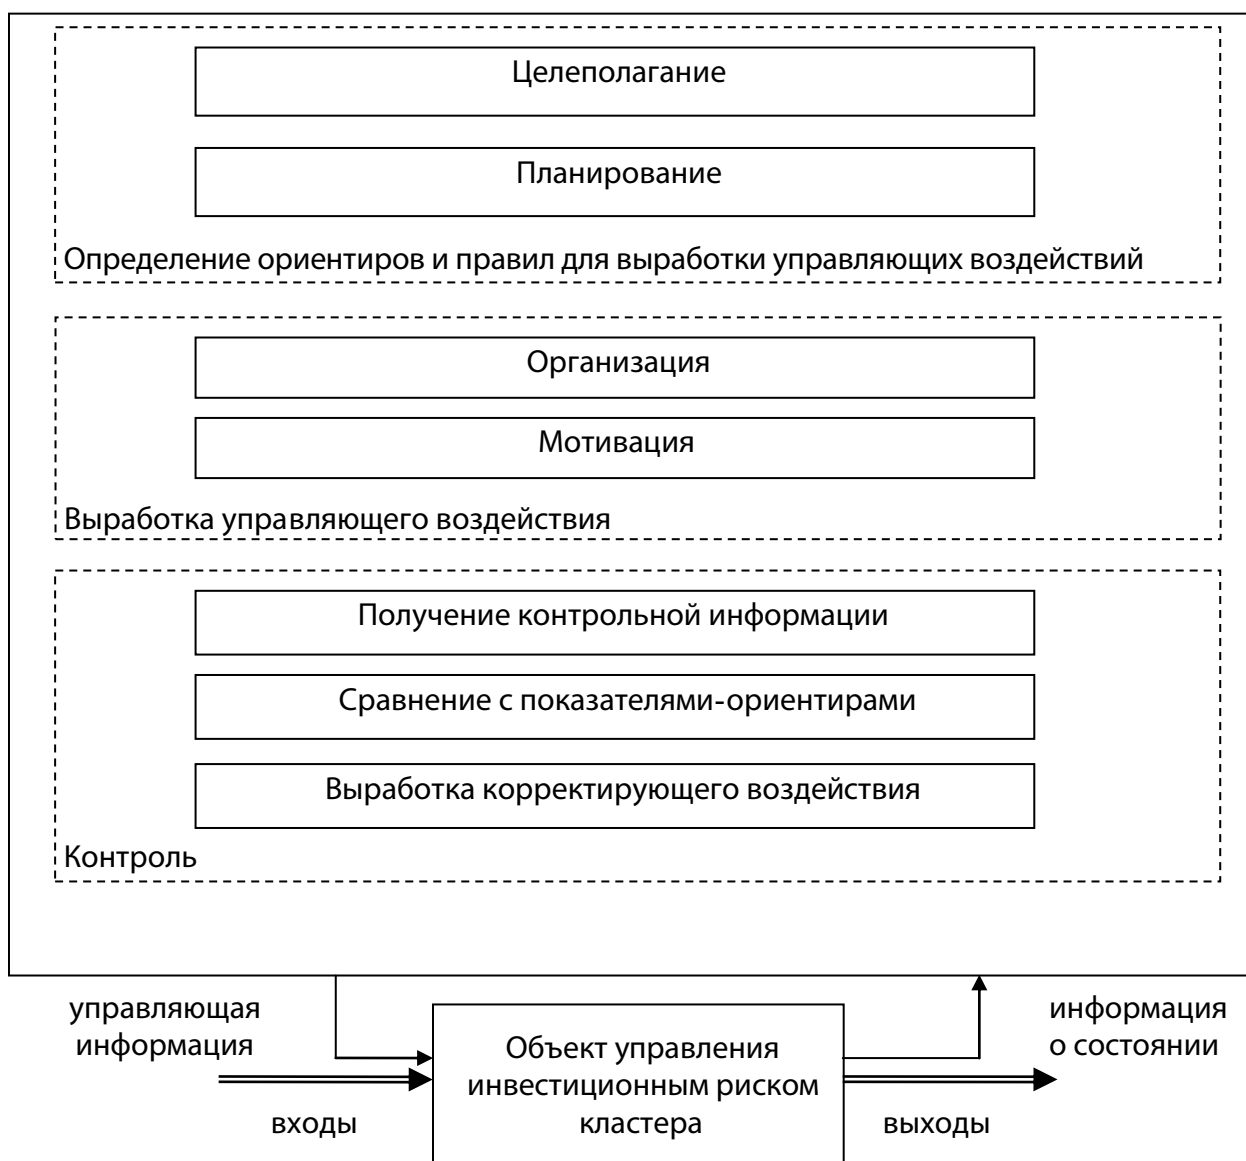 Целеполагание
Планирование
Определение ориентиров и правил для выработки управляющих воздействий
Организация
Мотивация
Выработка управляющего воздействия
Получение контрольной информации
Сравнение с показателями-ориентирами
Выработка корректирующего воздействия
Контроль
управляющая
информация
входы
Объект управления
инвестиционным риском
кластера
информация
о состоянии
выходы